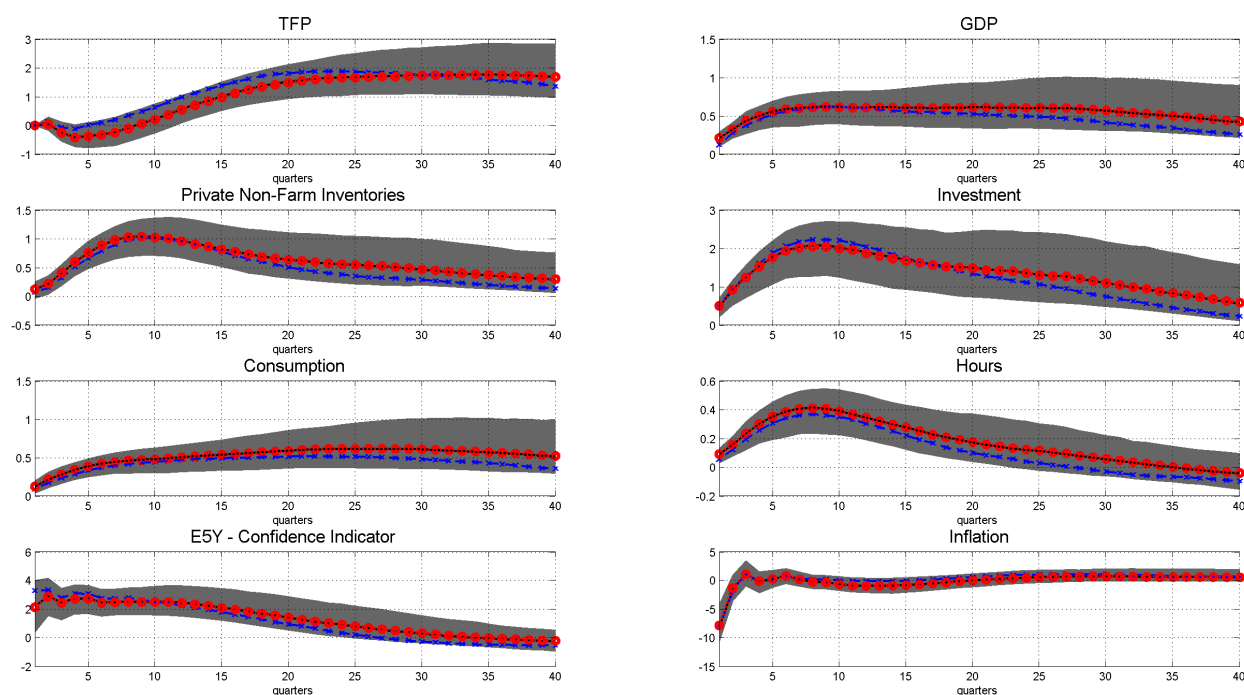 TFP
3
2
1
0
-1
5 10 15 20 25 30 35 40
quarters
GDP
1.5
1
0.5
0
5 10 15 20 25 30 35 40
quarters
Private Non-Farm Inventories
1.5
1
0.5
0
-0.5
5 10 15 20 25 30 35 40
quarters
Investment
3
2
1
0
5 10 15 20 25 30 35 40
quarters
Consumption
1.5
1
0.5
0
5 10 15 20 25 30 35 40
quarters
Hours
0.6
0.4
0.2
0
-0.2
5 10 15 20 25 30 35 40
quarters
E5Y - Confidence Indicator
6
4
2
0
-2
5 10 15 20 25 30 35 40
quarters
Inflation
5
0
-5
-10
-15
5 10 15 20 25 30 35 40
quarters